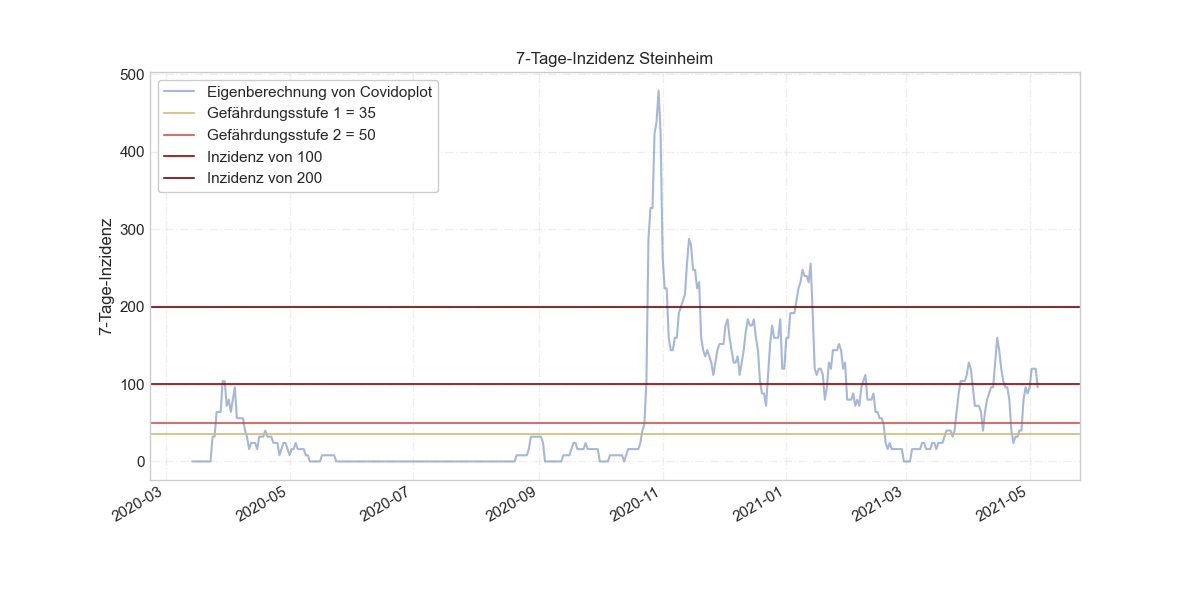 7-Tage-Inzidenz Steinheim
500
400
300
200
100
0
7-Tage-Inzidenz
Eigenberechnung von Covidoplot
Gefährdungsstufe 1 = 35
Gefährdungsstufe 2 = 50
Inzidenz von 100
Inzidenz von 200
2020-03
2020-05
2020-07
2020-09
2020-11
2021-01
2021-03
2021-05